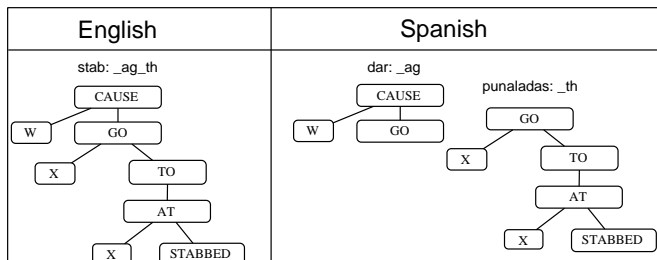 English
Spanish
stab: _ag_th
CAUSE
W
GO
X
TO
AT
X
STABBED
dar: _ag
CAUSE
W
GO
punaladas: _th
GO
X
TO
AT
X
STABBED